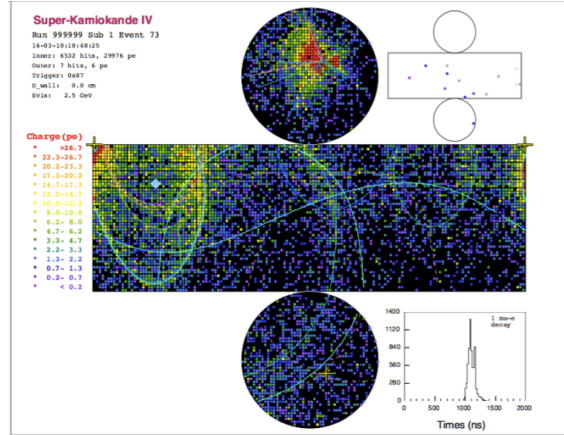 Super-Kamiokande IV
Run 999999 Sub 1 Event 73
16-03-10:18:48:25
Inner: 6532 hits, 29976 pe
Outer: 7 hits, 6 pe
Trigger: 0x07
D_wall: 0.0 cm
Evis: 2.5 GeV
Charge(pe)
>26.7
23.3-26.7
20.2-23.3
17.3-20.2
14.7-17.3
12.2-14.7
10.0-12.2
8.0-10.0
6.2- 8.0
4.7- 6.2
3.3- 4.7
2.2- 3.3
1.3- 2.2
0.7- 1.3
0.2- 0.7
< 0.2
1 mu-e
decay
1400
1120
840
560
280
0
0 500 1000 1500 2000
Times (ns)